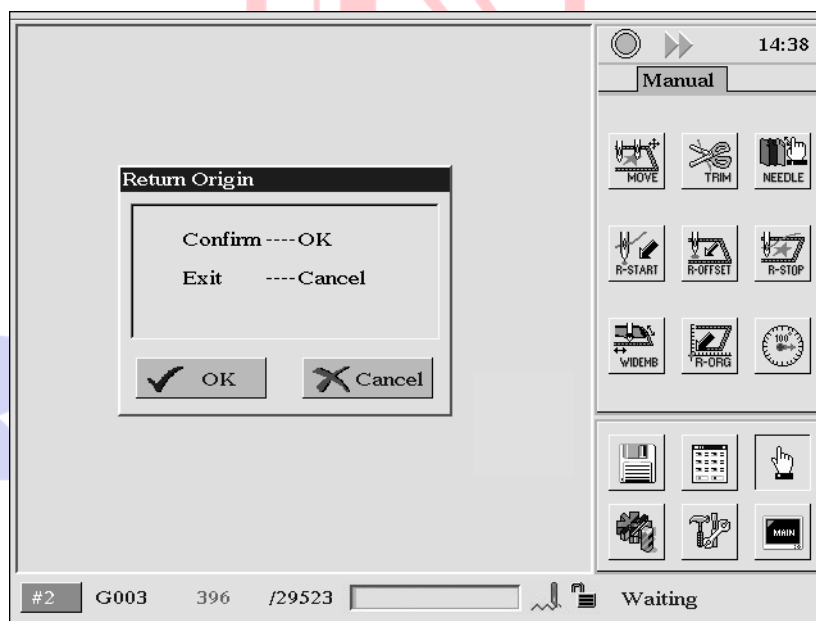 14:38
Manual
MOVE
TRIM
NEEDLE
Return Origin
Confirm ----OK
Exit ----Cancel
R-START
R-OFFSET
R-STOP
WIDEMB
R-ORG
100°
OK
Cancel
MAIN
#2 G003 396 /29523 Waiting